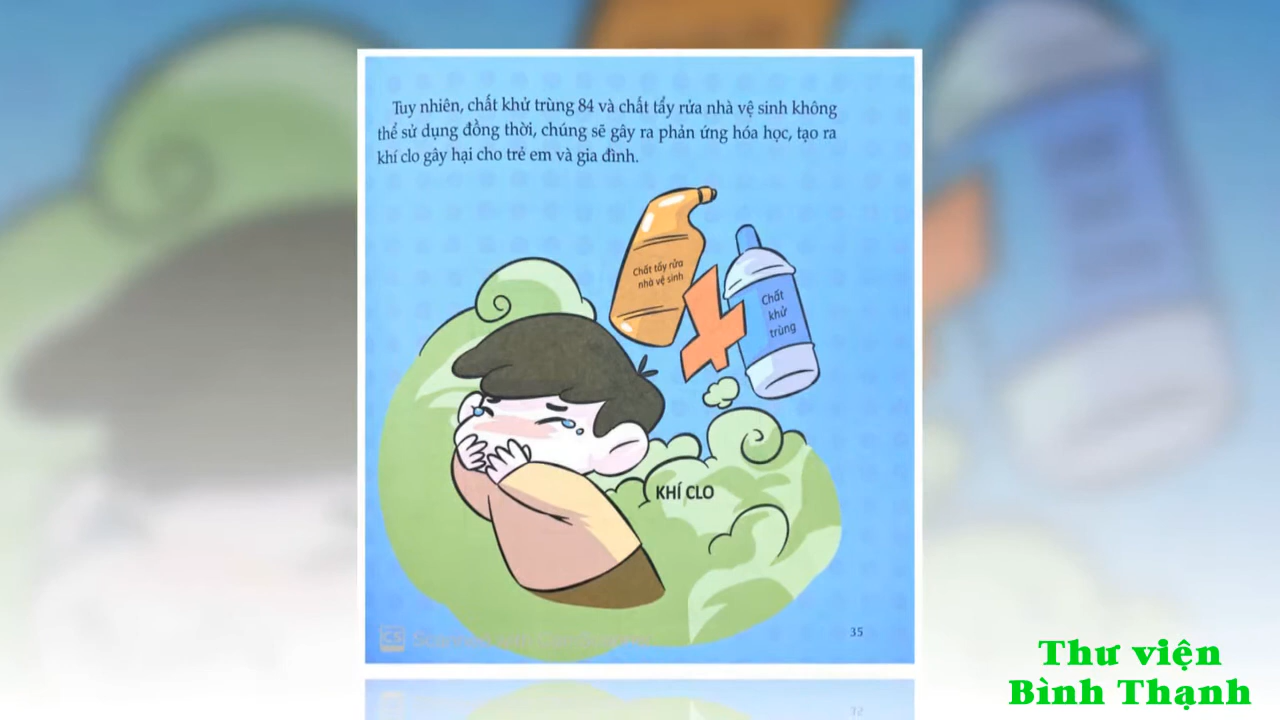 Tuy nhiên, chất khử trùng 84 và chất tẩy rửa nhà vệ sinh không
thể sử dụng đồng thời, chúng sẽ gây ra phản ứng hóa học, tạo ra
khí clo gây hại cho trẻ em và gia đình.
Chất tẩy rửa
nhà vệ sinh
Chất
khử
trùng
KHÍ CLO
35
CS
Thư viện
Bình Thạnh